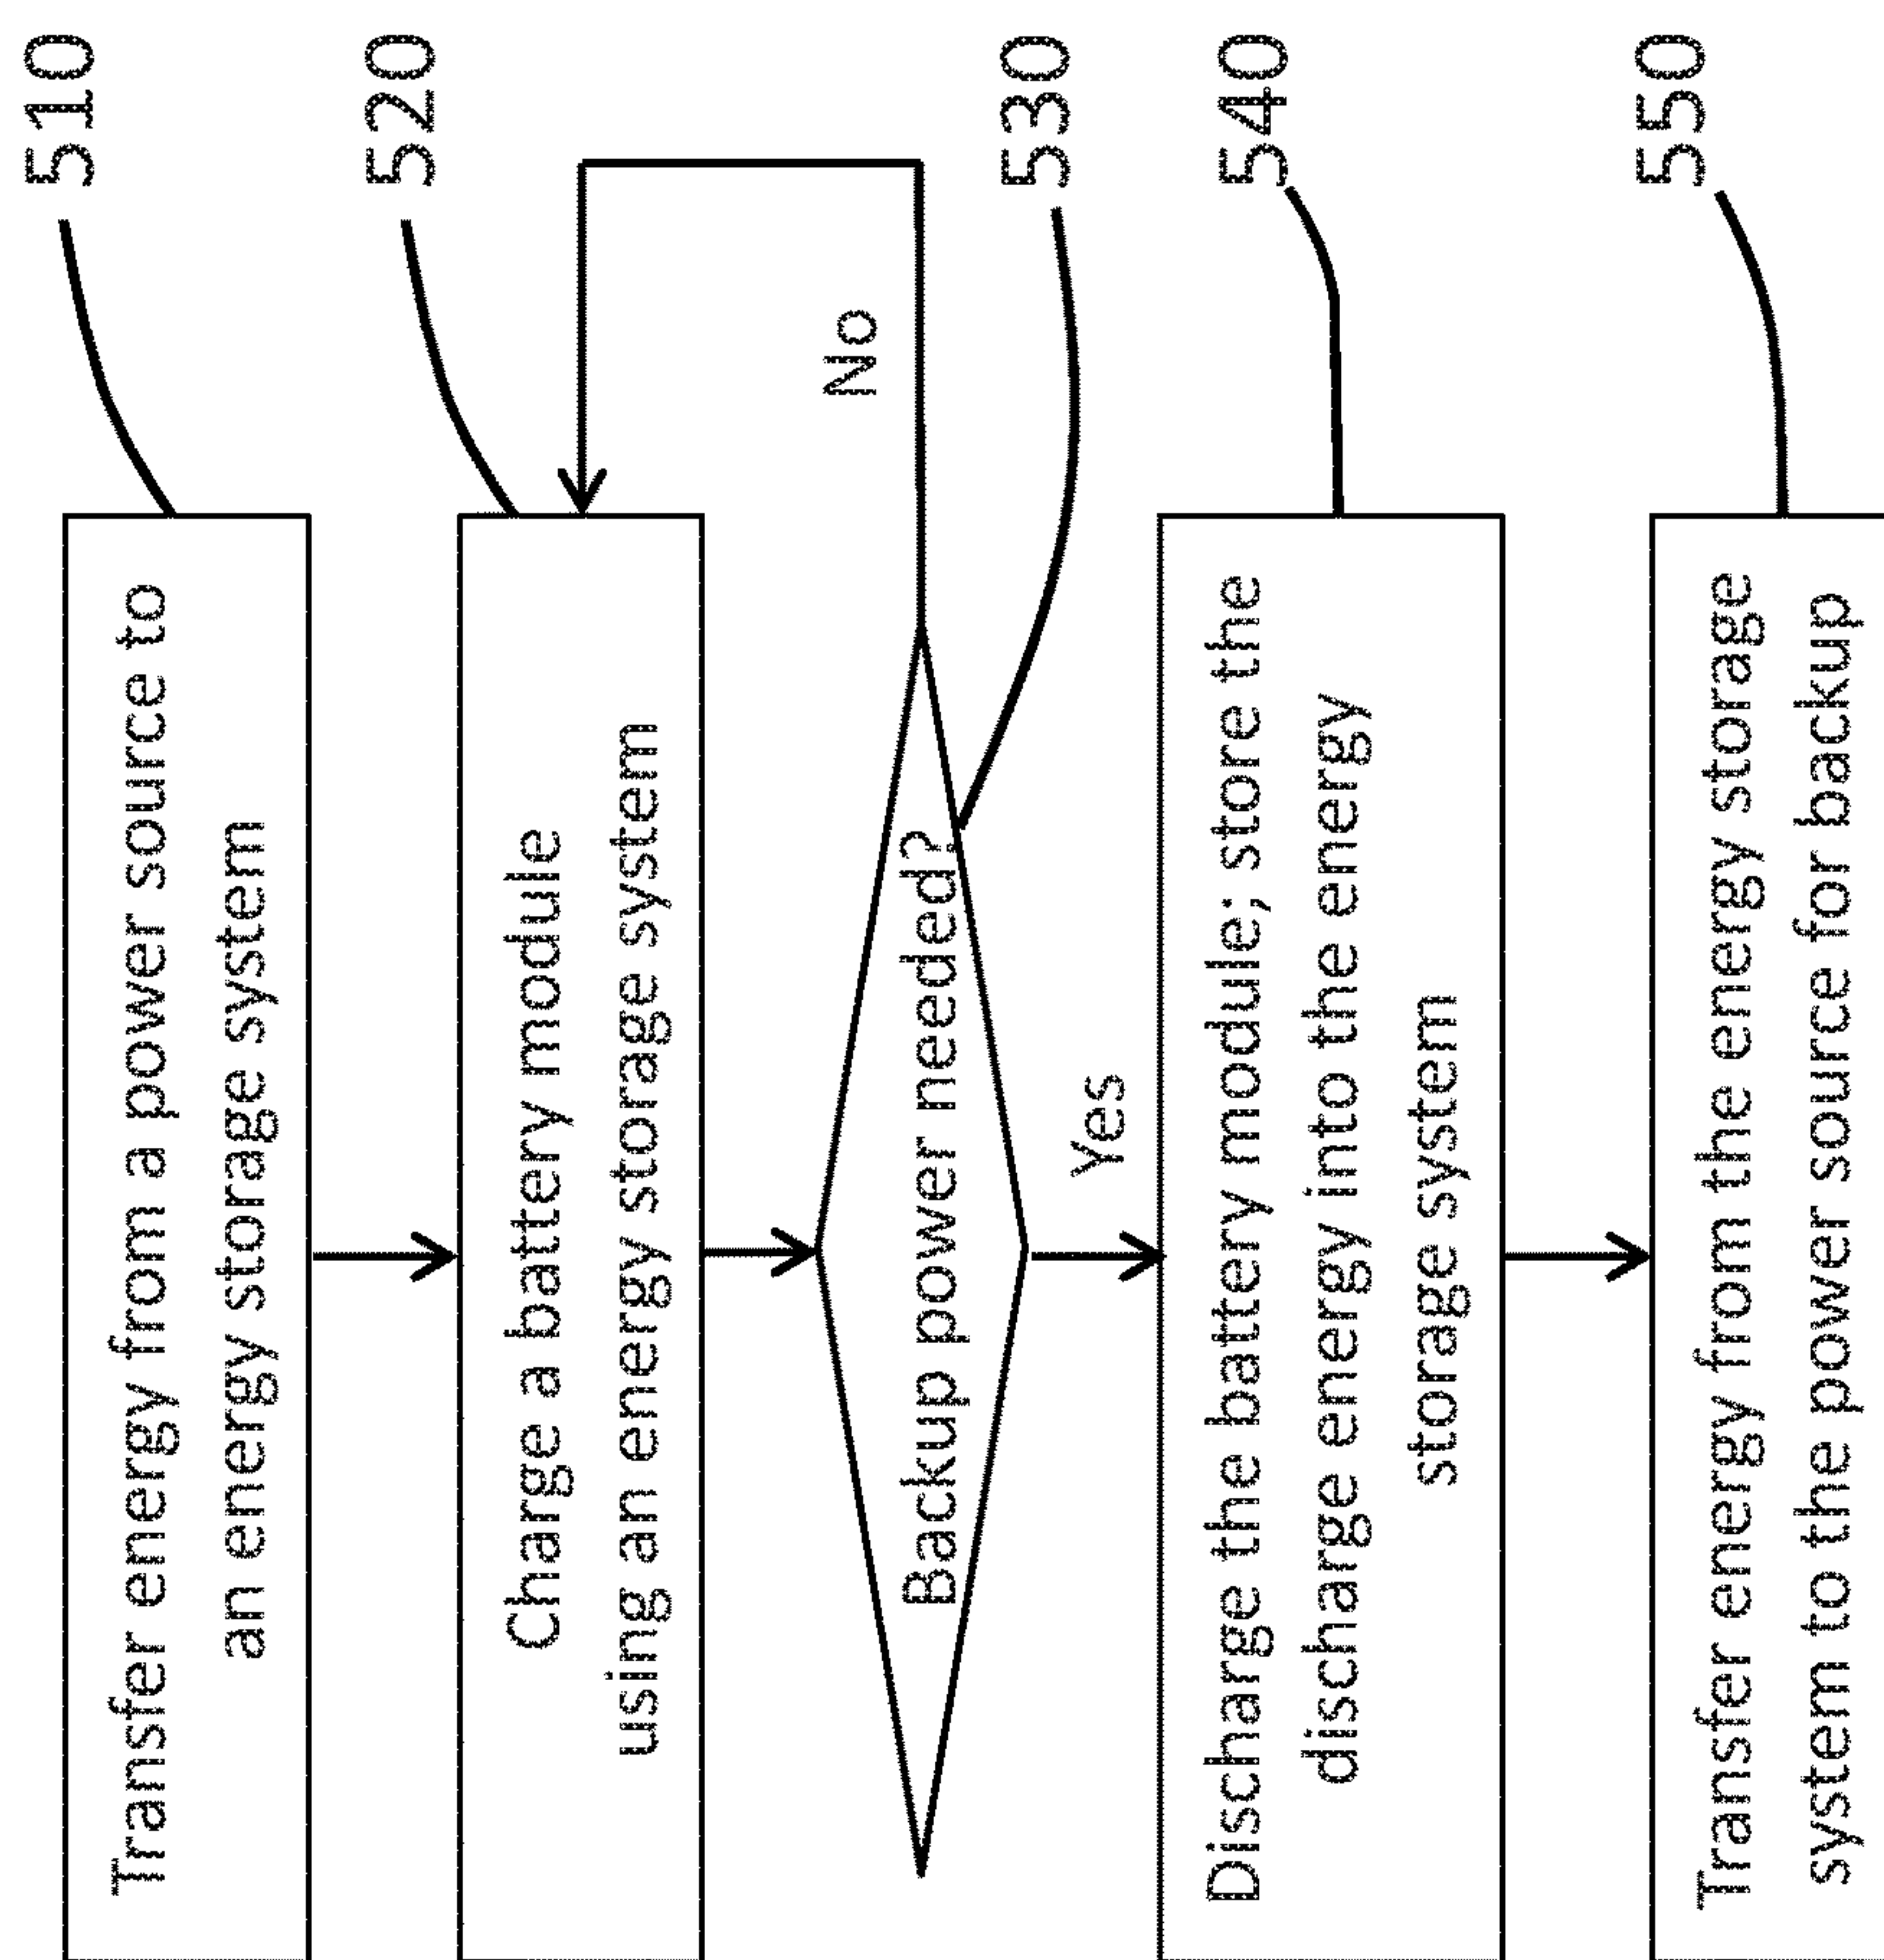 Transfer energy from a power source to
an energy storage system
510
Charge a battery module
using an energy storage system
520
Backup power needed?
530
No
Yes
Discharge the battery module; store the
discharge energy into the energy
storage system
540
Transfer energy from the energy storage
system to the power source for backup
550